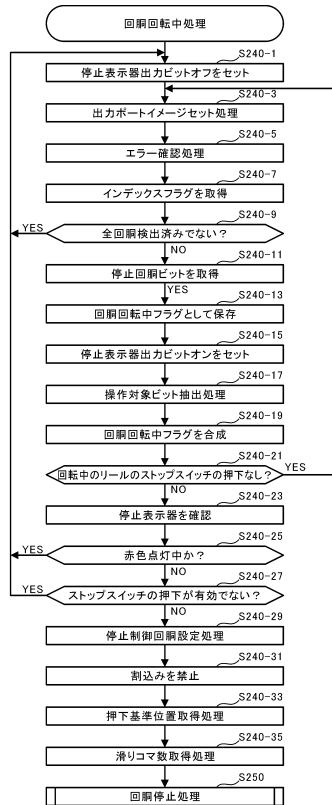 回胴回転中処理
S240-1
停止表示器出力ビットオフをセット
S240-3
出力ポートイメージセット処理
S240-5
エラー確認処理
S240-7
インデックスフラグを取得
S240-9
YES
全回胴検出済みでない?
NO
S240-11
停止回胴ビットを取得
YES
S240-13
回胴回転中フラグとして保存
S240-15
停止表示器出力ビットオンをセット
S240-17
操作対象ビット抽出処理
S240-19
回胴回転中フラグを合成
S240-21
回転中のリールのストップスイッチの押下なし?
YES
NO
S240-23
停止表示器を確認
S240-25
YES
赤色点灯中か?
NO
S240-27
YES
ストップスイッチの押下が有効でない?
NO
S240-29
停止制御回胴設定処理
S240-31
割込みを禁止
S240-33
押下基準位置取得処理
S240-35
滑りコマ数取得処理
S250
回胴停止処理